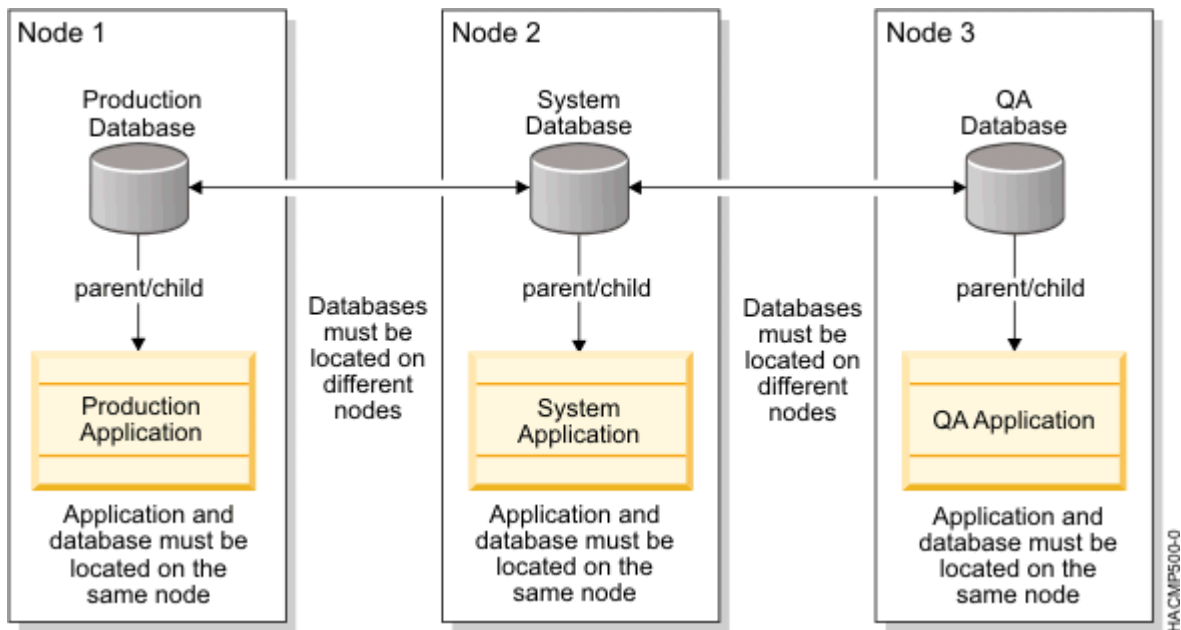 Node 1
Production
Database
parent/child
Production
Application
Application and
database must be
located on the
same node
Databases
must be
located on
different
nodes
Node 2
System
Database
parent/child
System
Application
Application and
database must be
located on the
same node
Databases
must be
located on
different
nodes
Node 3
QA
Database
parent/child
QA Application
Application and
database must be
located on the
same node
HACMP500-0